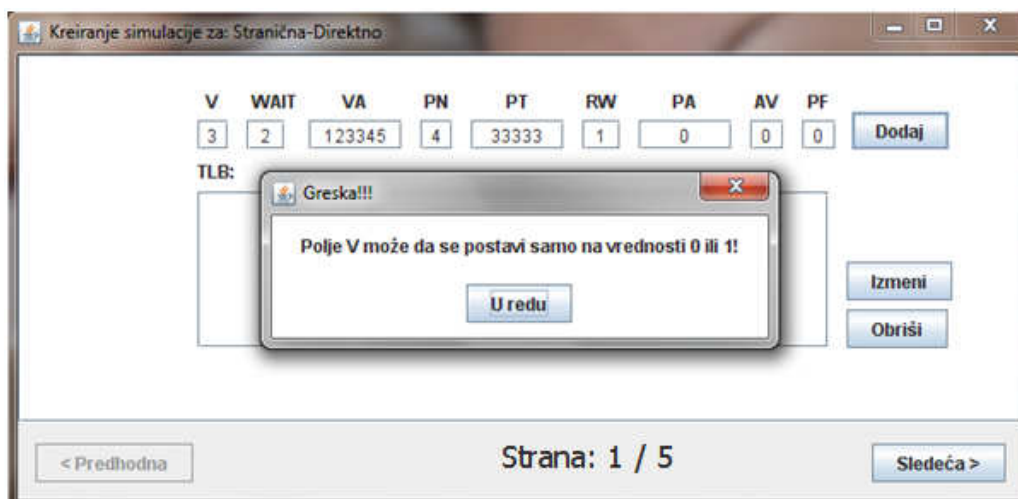 Kreiranje simulacije za: Stranična-Direktno
V WAIT VA PN PT RW PA AV PF
3 2 123345 4 33333 1 0 0 0 Dodaj
TLB:
Greska!!!
Polje V može da se postavi samo na vrednosti 0 ili 1!
U redu
Izmeni
Obriši
< Predhodna
Strana: 1 / 5
Sledeća >